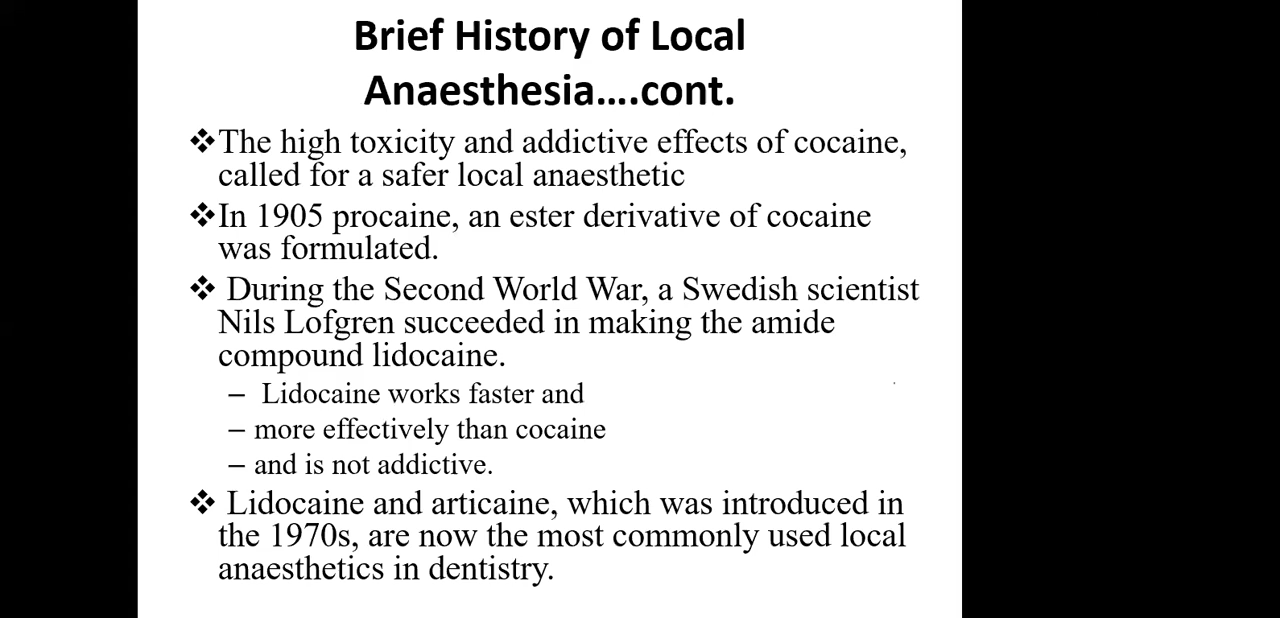 Brief History of Local
Anaesthesia....cont.
❖The high toxicity and addictive effects of cocaine,
called for a safer local anaesthetic
❖In 1905 procaine, an ester derivative of cocaine
was formulated.
❖ During the Second World War, a Swedish scientist
Nils Lofgren succeeded in making the amide
compound lidocaine.
– Lidocaine works faster and
– more effectively than cocaine
– and is not addictive.
❖ Lidocaine and articaine, which was introduced in
the 1970s, are now the most commonly used local
anaesthetics in dentistry.